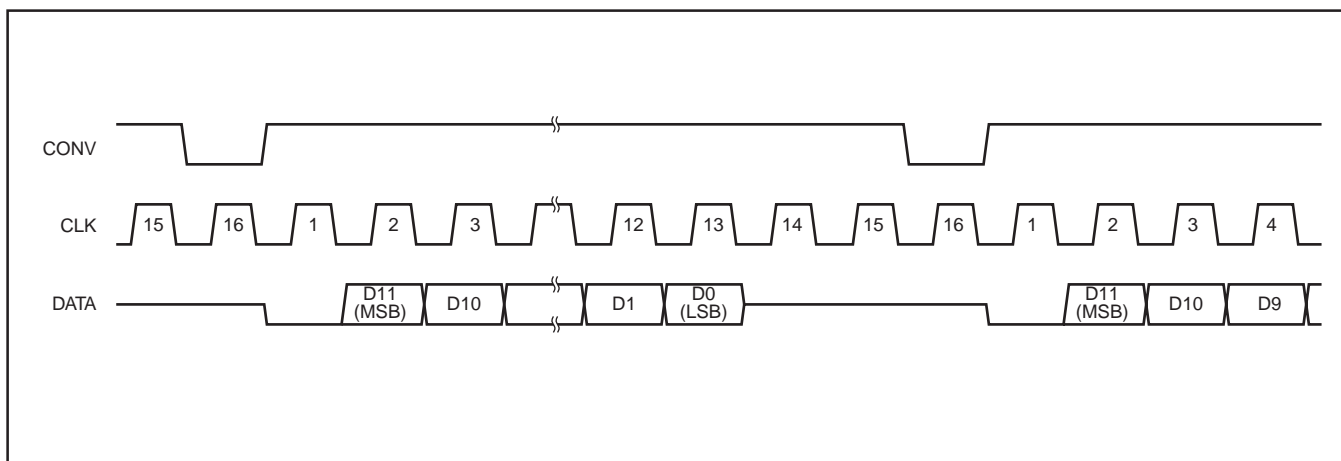 CONV
CLK
15 16 1 2 3 12 13 14 15 16 1 2 3 4
DATA
D11
(MSB)
D10
D1
D0
(LSB)
D11
(MSB)
D10
D9